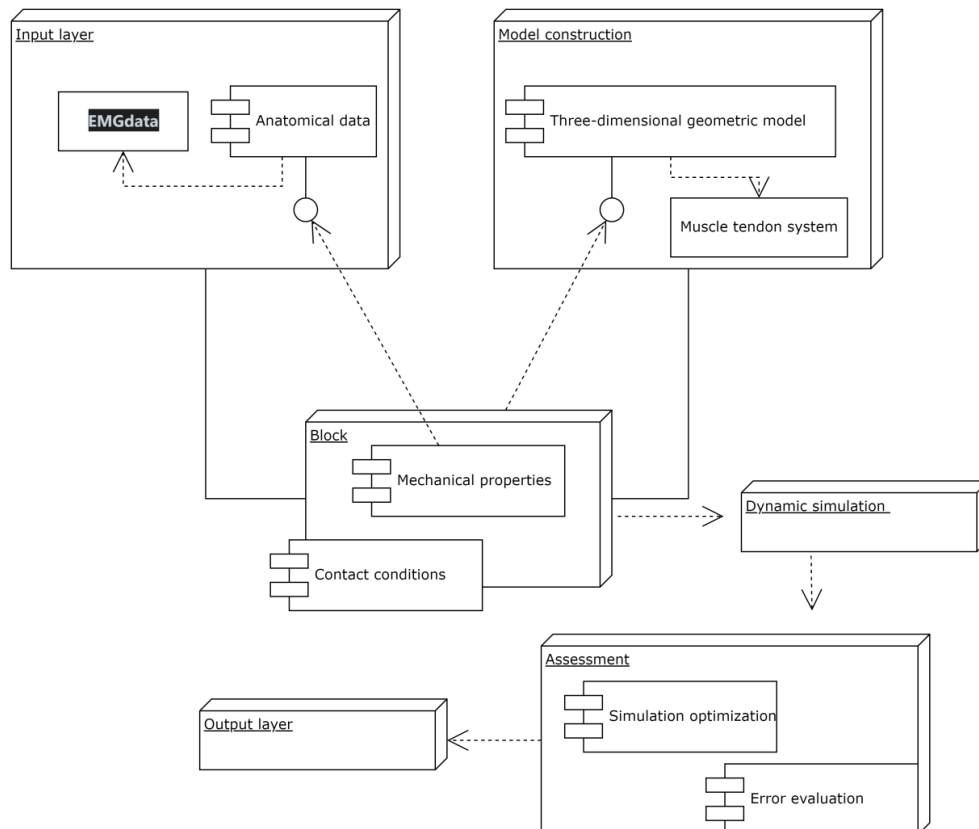 Input layer
EMGdata
Anatomical data
Model construction
Three-dimensional geometric model
Muscle tendon system
Block
Mechanical properties
Contact conditions
Dynamic simulation
Assessment
Simulation optimization
Error evaluation
Output layer